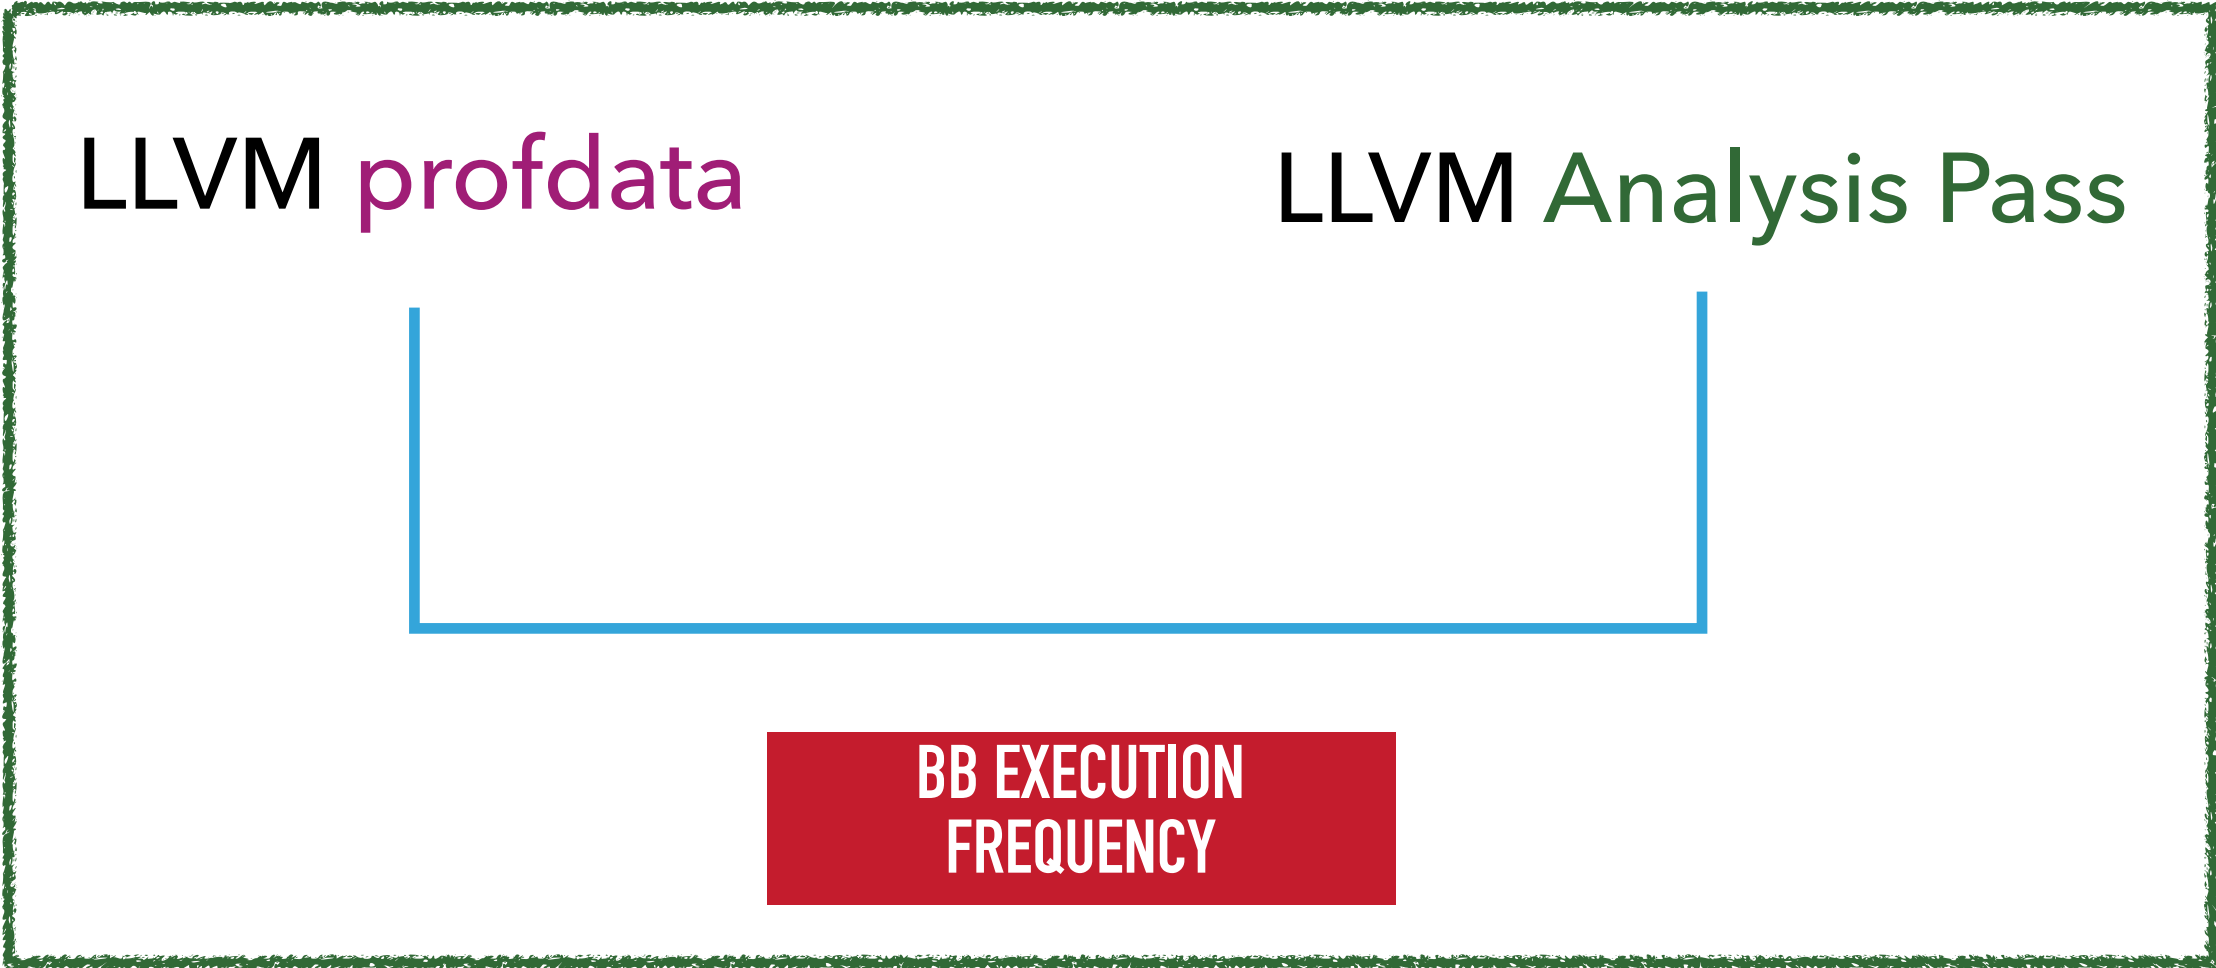 LLVM profdata
LLVM Analysis Pass
BB EXECUTION
FREQUENCY